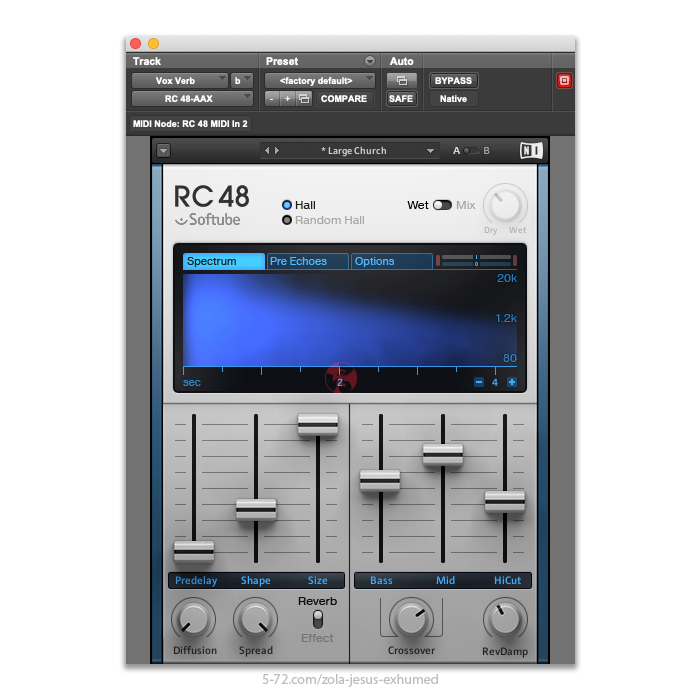 Track Preset Auto
Vox Verb b <factory default> BYPASS
RC 48-AAX - + COMPARE SAFE Native
MIDI Node: RC 48 MIDI In 2
* Large Church A B NI
RC 48
Softube
Hall
Random Hall
Wet Mix
Dry Wet
Spectrum Pre Echoes Options
0
20k
1.2k
80
sec 2 - 4 +
Predelay Shape Size Bass Mid HiCut
Reverb
Effect
Diffusion Spread Crossover RevDamp
5-72.com/zola-jesus-exhumed